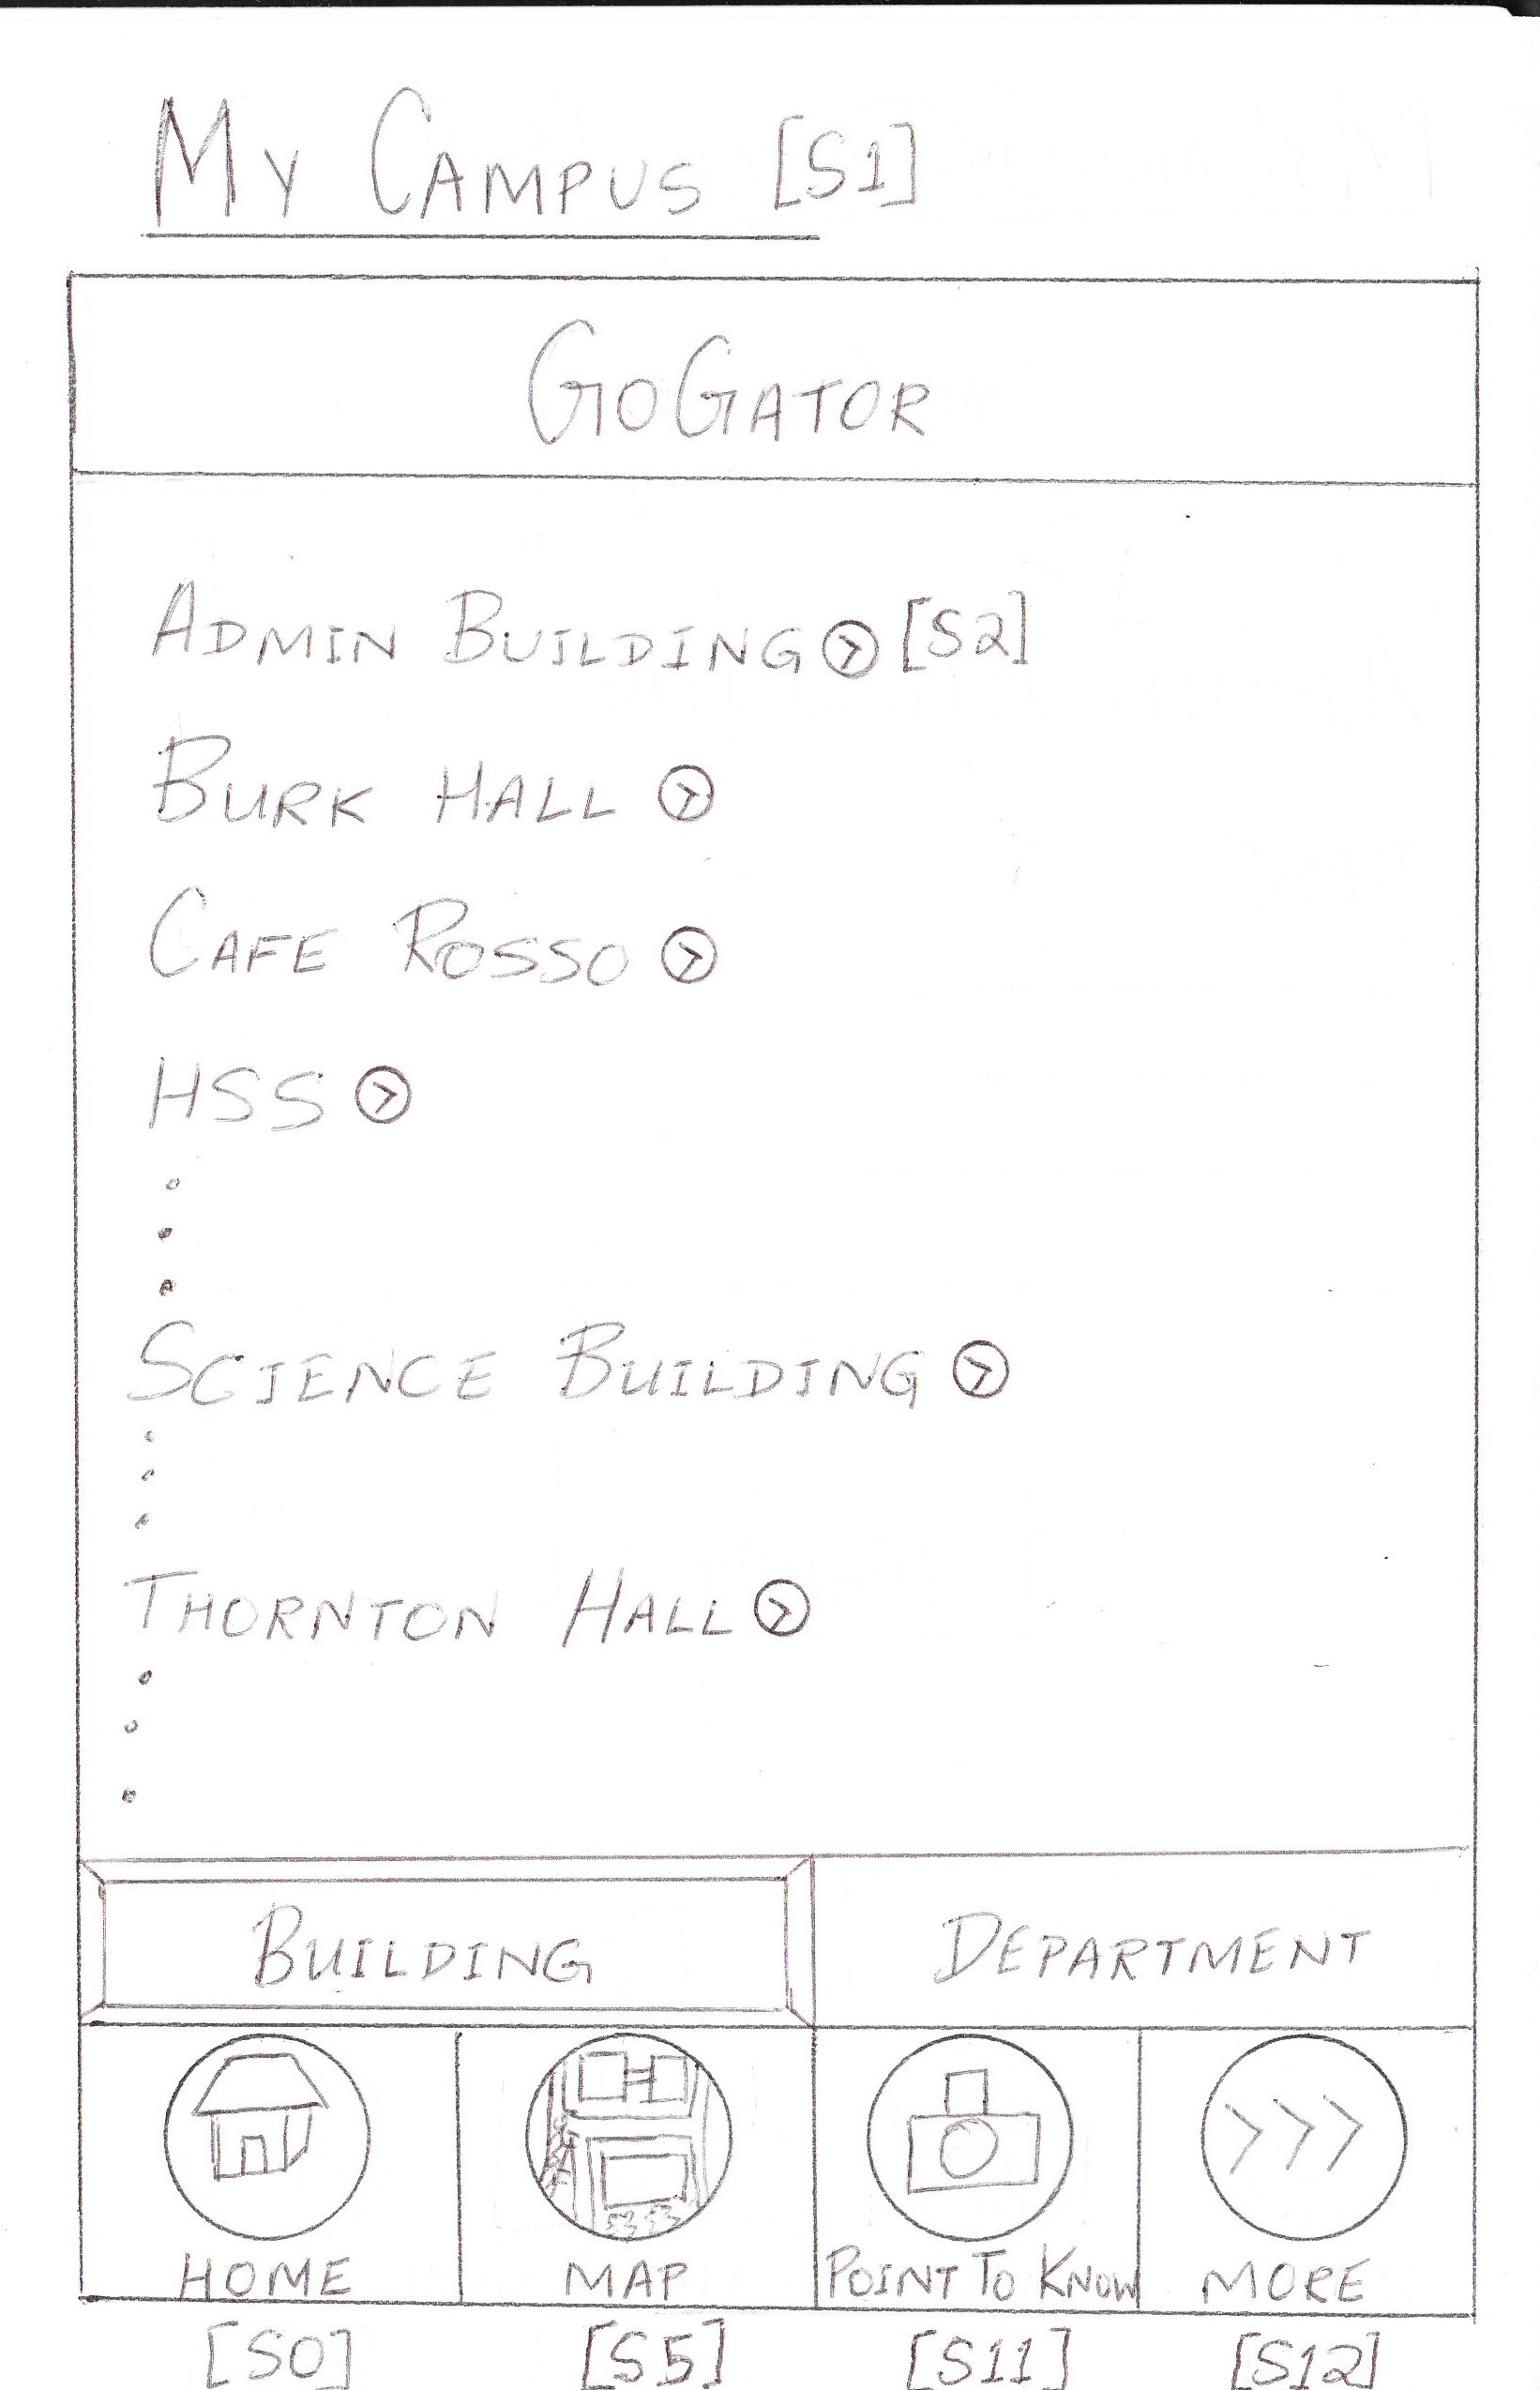 MY CAMPUS [S1]
GOGATOR
ADMIN BUILDING [S2]
BURK HALL
CAFE ROSSO
HSS
SCIENCE BUILDING
THORNTON HALL
BUILDING DEPARTMENT
HOME MAP POINT TO KNOW MORE
[S0] [S5] [S11] [S12]